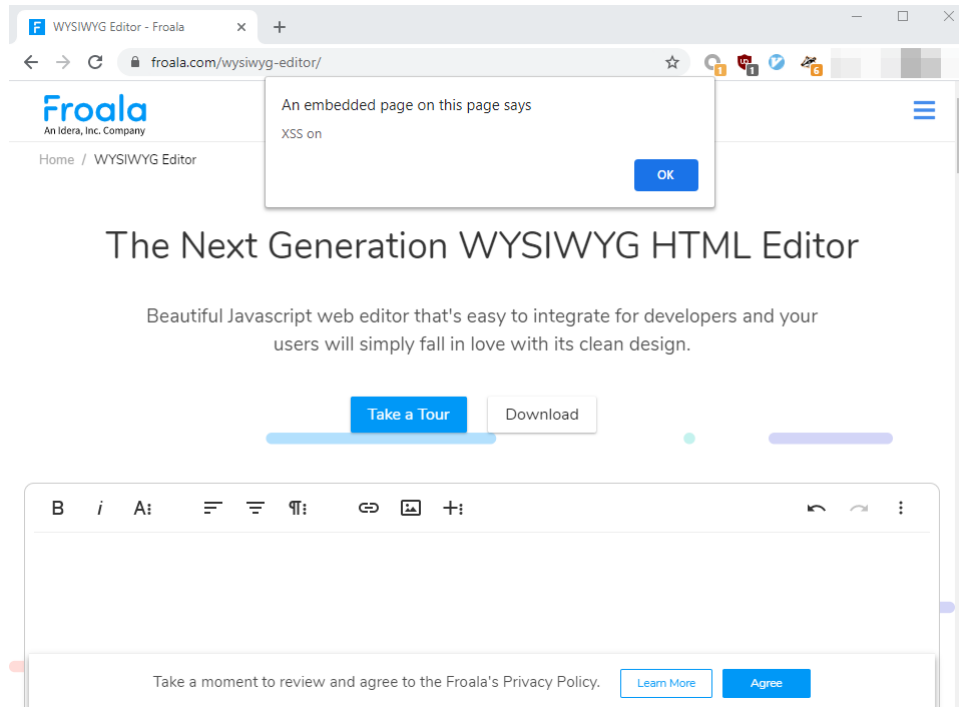 WYSIWYG Editor - Froala
froala.com/wysiwyg-editor/
1
1
6
An embedded page on this page says
XSS on
OK
Froala
An Idera, Inc. Company
Home / WYSIWYG Editor
The Next Generation WYSIWYG HTML Editor
Beautiful Javascript web editor that's easy to integrate for developers and your
users will simply fall in love with its clean design.
Take a Tour
Download
B i A
Take a moment to review and agree to the Froala's Privacy Policy.
Learn More
Agree